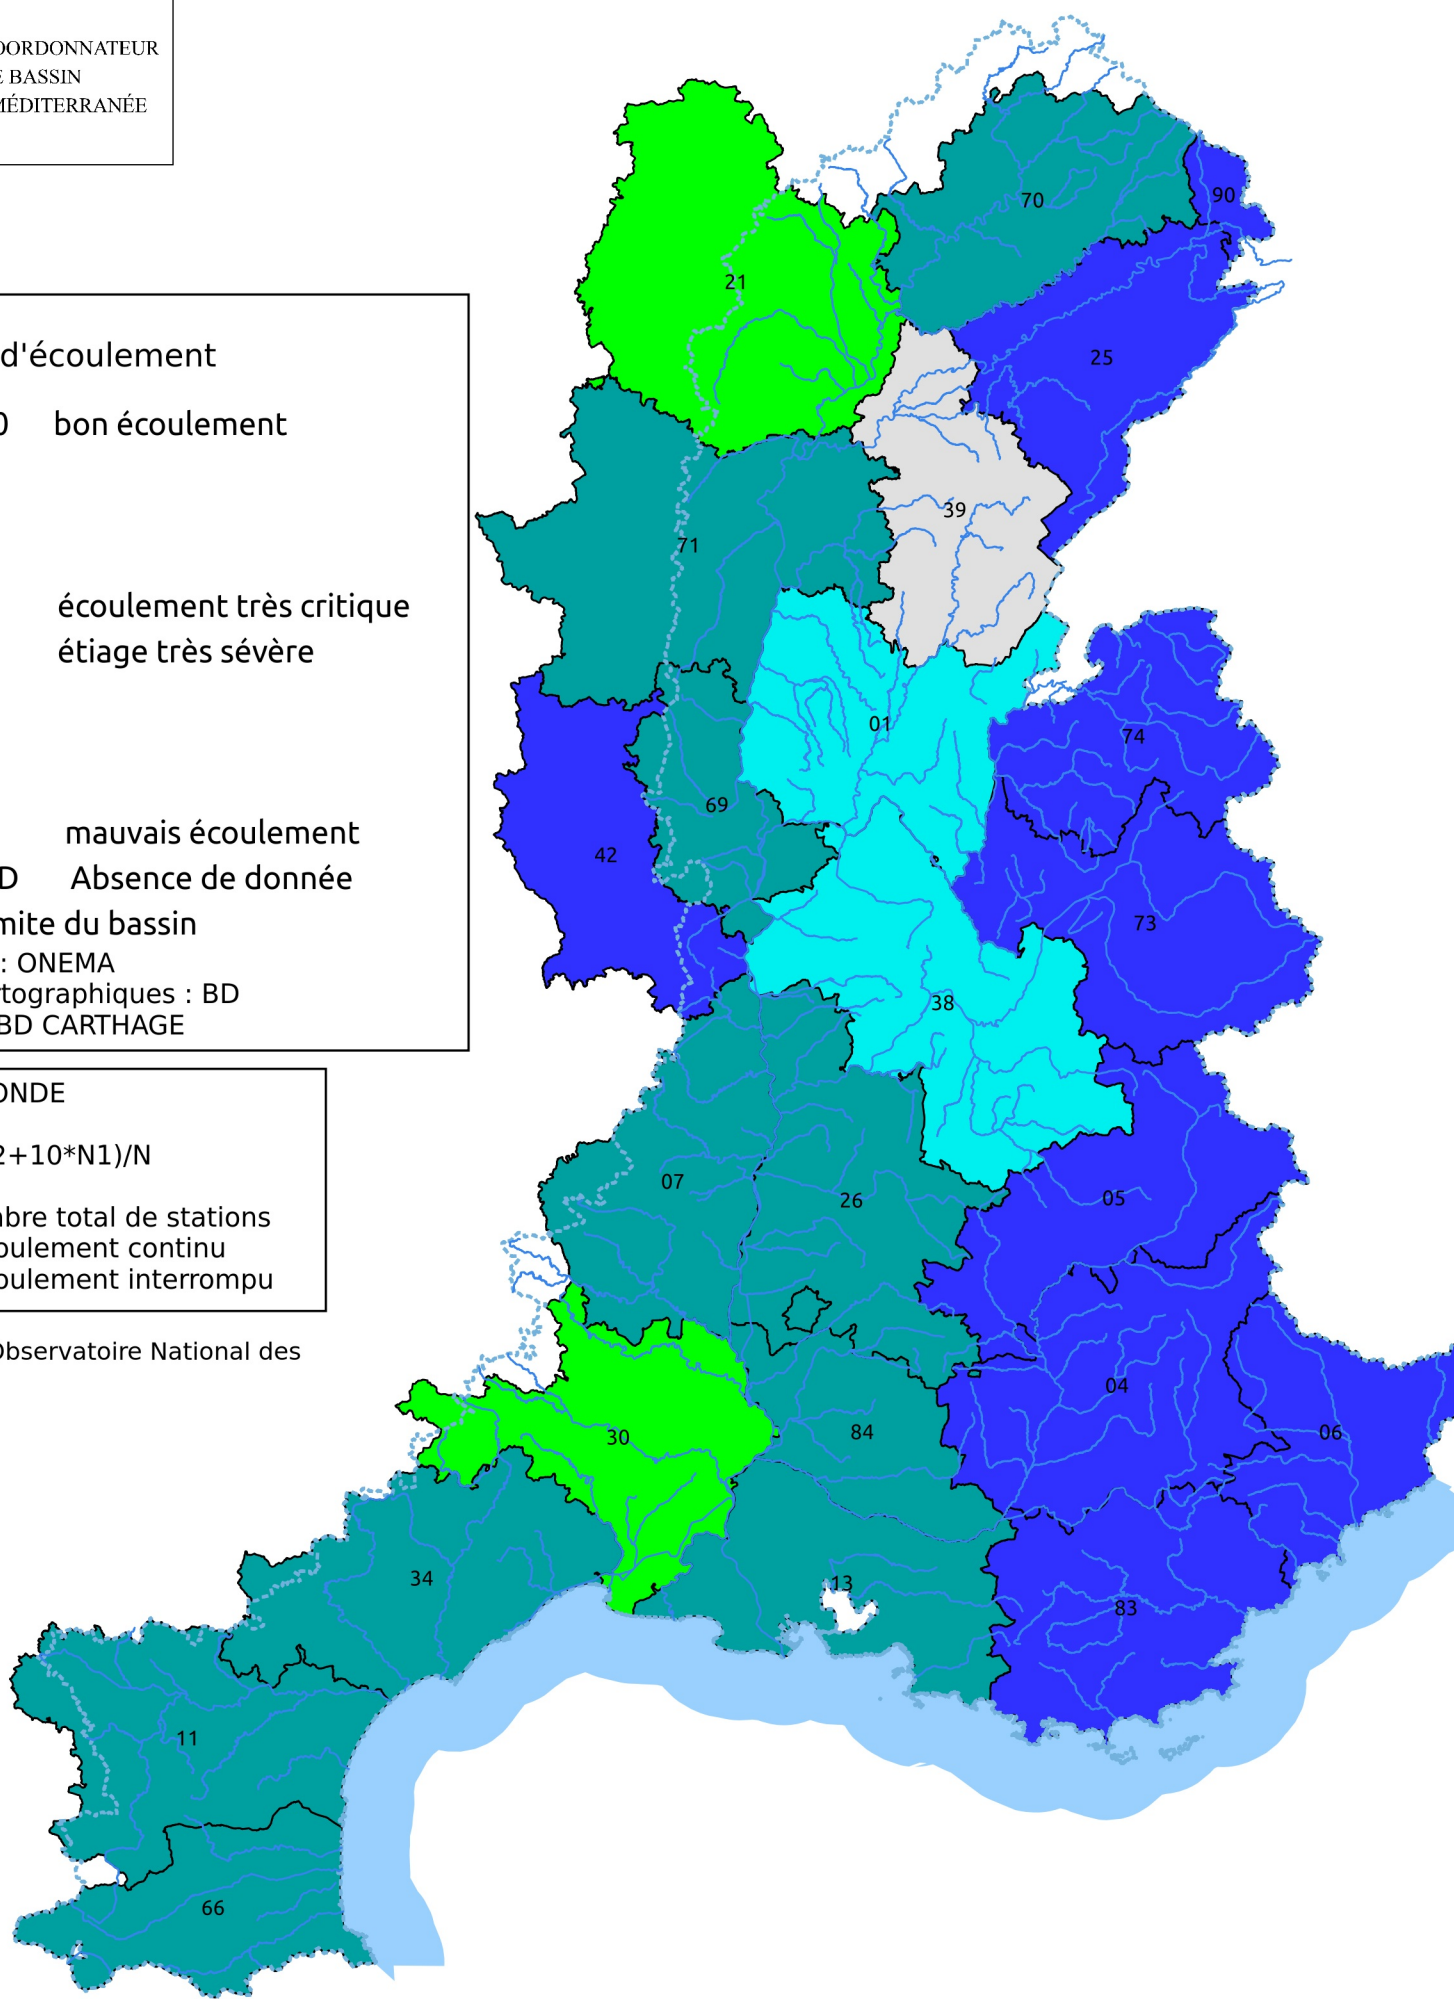 OORDONNATEUR
E BASSIN
MÉDITERRANÉE
d'écoulement
0 bon écoulement
écoulement très critique
étiage très sévère
mauvais écoulement
D Absence de donnée
mite du bassin
: ONEMA
rtographiques : BD
BD CARTHAGE
ONDE
2+10*N1)/N
nbre total de stations
oulement continu
oulement interrompu
Observatoire National des
70
90
21
25
39
71
01
74
69
42
73
38
07
26
05
04
30
84
06
34
13
83
11
66